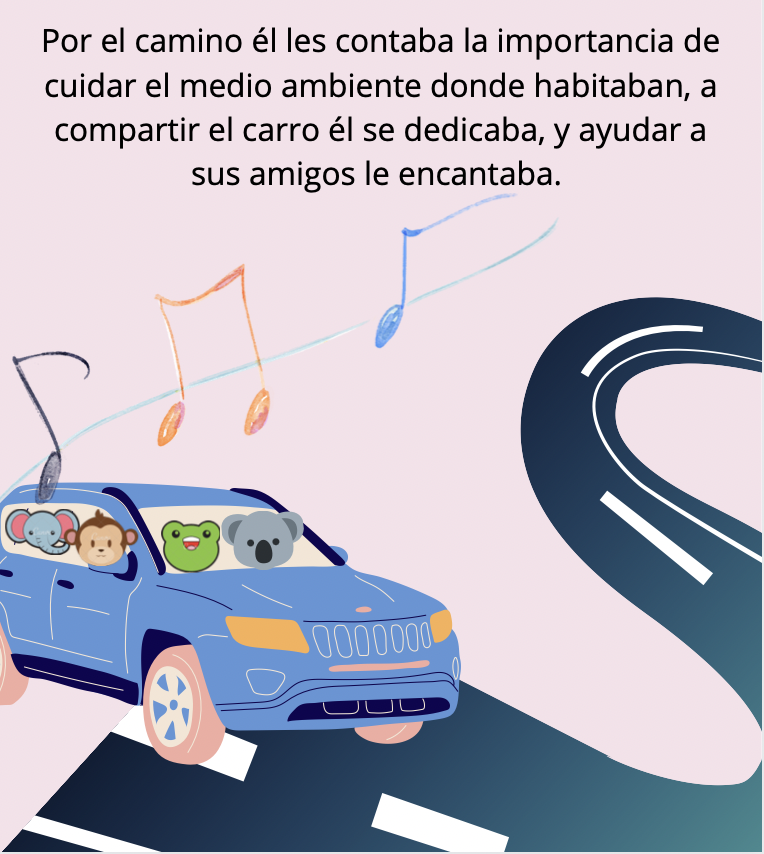 Por el camino él les contaba la importancia de
cuidar el medio ambiente donde habitaban, a
compartir el carro él se dedicaba, y ayudar a
sus amigos le encantaba.